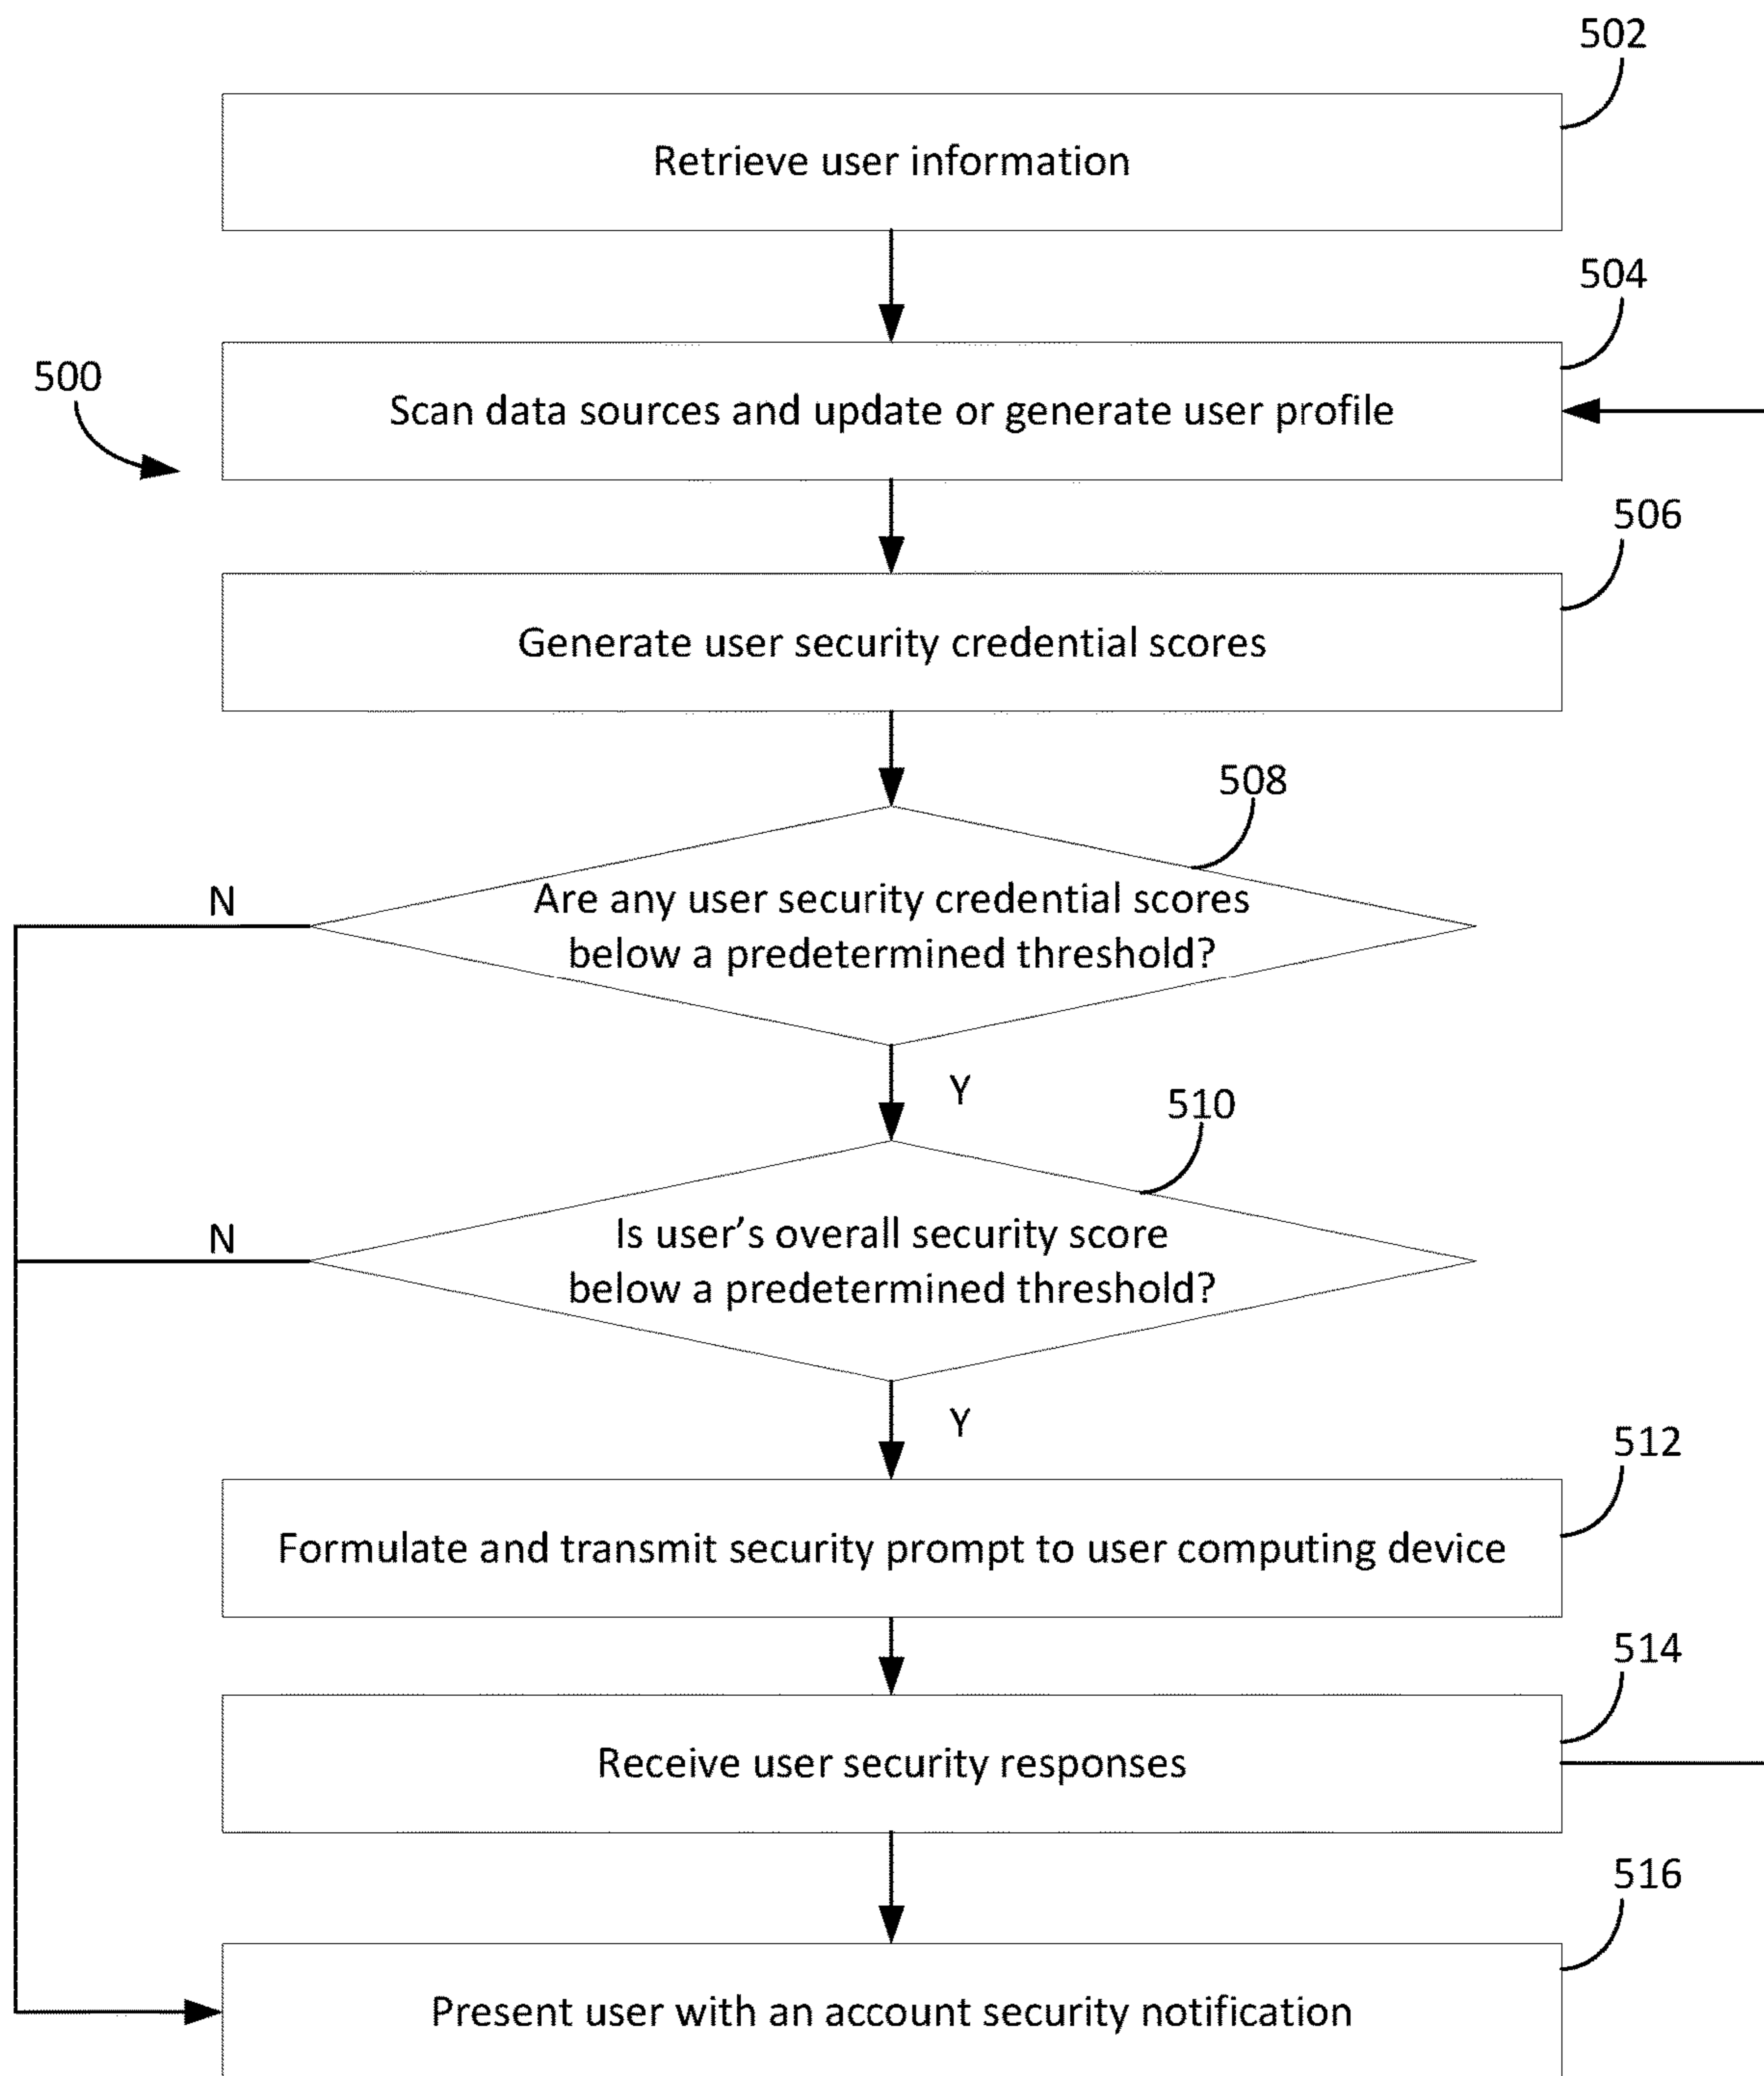 502
Retrieve user information
504
500
Scan data sources and update or generate user profile
506
Generate user security credential scores
508
N
Are any user security credential scores
below a predetermined threshold?
Y
510
N
Is user’s overall security score
below a predetermined threshold?
Y
512
Formulate and transmit security prompt to user computing device
514
Receive user security responses
516
Present user with an account security notification